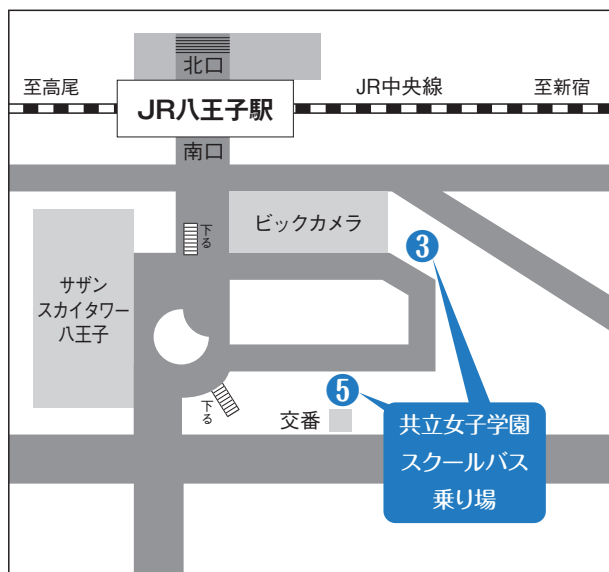 北口
至高尾
JR中央線
至新宿
JR八王子駅
南口
下る
ビックカメラ
3
サザン
スカイタワー
八王子
5
下る
交番
共立女子学園
スクールバス
乗り場